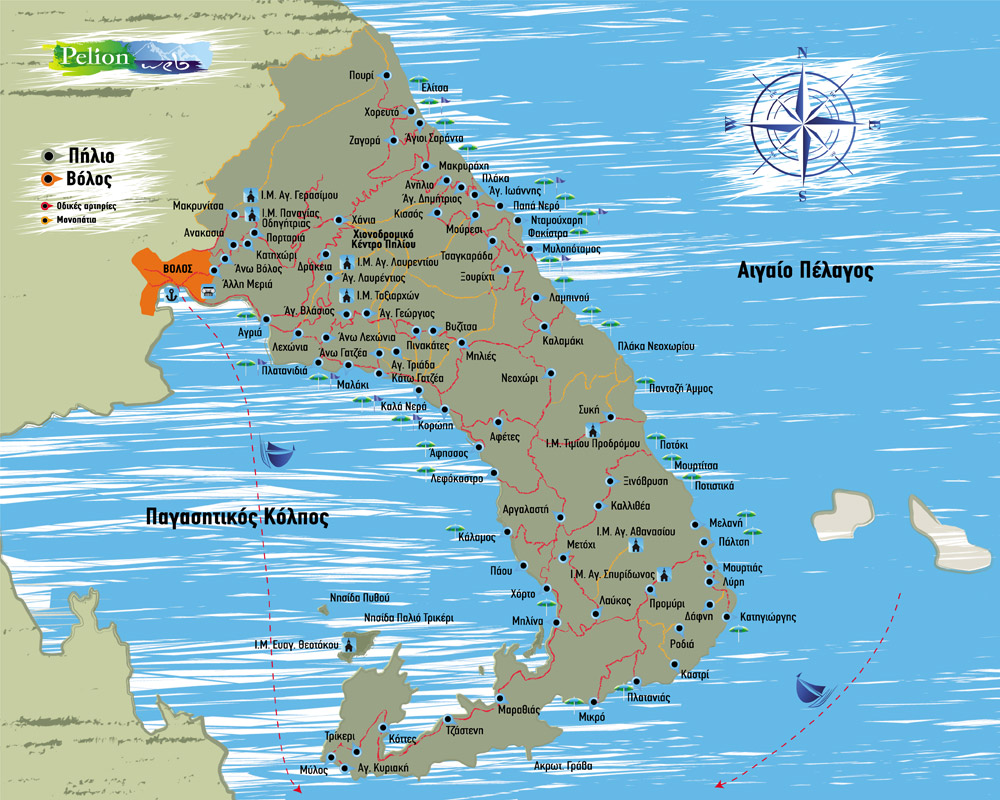 Pelion
web
N
W
E
S
Πήλιο
Βόλος
Οδικές αρτηρίες
Μονοπάτια
Πουρί
Ελίτσα
Χορευτό
Άγιοι Σαράντα
Ζαγορά
Μακρυράχη
Πλάκα
Ανήλιο
Άγ. Ιωάννης
Άγ. Δημήτριος
Παπά Νερό
Κισσός
Νταμούχαρη
Μούρεσι
Φακίστρα
Μυλοπόταμος
Τσαγκαράδα
Ξουρίχτι
Ι.Μ. Αγ. Γερασίμου
Μακρυνίτσα
Ι.Μ. Παναγίας
Οδηγήτριας
Χάνια
Ανακασιά
Πορταριά
Χιονοδρομικό
Κέντρο Πηλίου
Κατηχώρι
Ι.Μ. Αγ. Λαυρεντίου
ΒΟΛΟΣ
Άνω Βόλος
Δράκεια
Άγ. Λαυρέντιος
Άλλη Μεριά
Ι.Μ. Ταξιαρχών
Αιγαίο Πέλαγος
Λαμπινού
Άγ. Βλάσιος
Άγ. Γεώργιος
Αγριά
Βυζίτσα
Καλαμάκι
Λεχώνια
Άνω Λεχώνια
Πινακάτες
Πλάκα Νεοχωρίου
Άνω Γατζέα
Μηλιές
Πλατανιδιά
Αγ. Τριάδα
Νεοχώρι
Μαλάκι
Κάτω Γατζέα
Πανταζή Άμμος
Καλά Νερά
Συκή
Κορώπη
Αφέτες
Ι.Μ. Τιμίου Προδρόμου
Ποτόκι
Άφησσος
Μουρτίτσα
Λεφόκαστρο
Ξινόβρυση
Ποτιστικά
Παγασητικός Κόλπος
Αργαλαστή
Καλλιθέα
Μελανή
Κάλαμος
Ι.Μ. Αγ. Αθανασίου
Μετόχι
Πάλτση
Πάου
Ι.Μ. Αγ. Σπυρίδωνος
Μουρτιάς
Λύρη
Χόρτο
Νησίδα Πυθού
Λαύκος
Προμύρι
Νησίδα Παλιό Τρικέρι
Μηλίνα
Δάφνη
Κατηγιώργης
Ι.Μ. Ευαγ. Θεοτόκου
Ροδιά
Καστρί
Πλατανιάς
Μαραθιάς
Μικρό
Τζάστενη
Τρίκερι
Κόττες
Μύλος
Αγ. Κυριακή
Ακρωτ. Γράβα